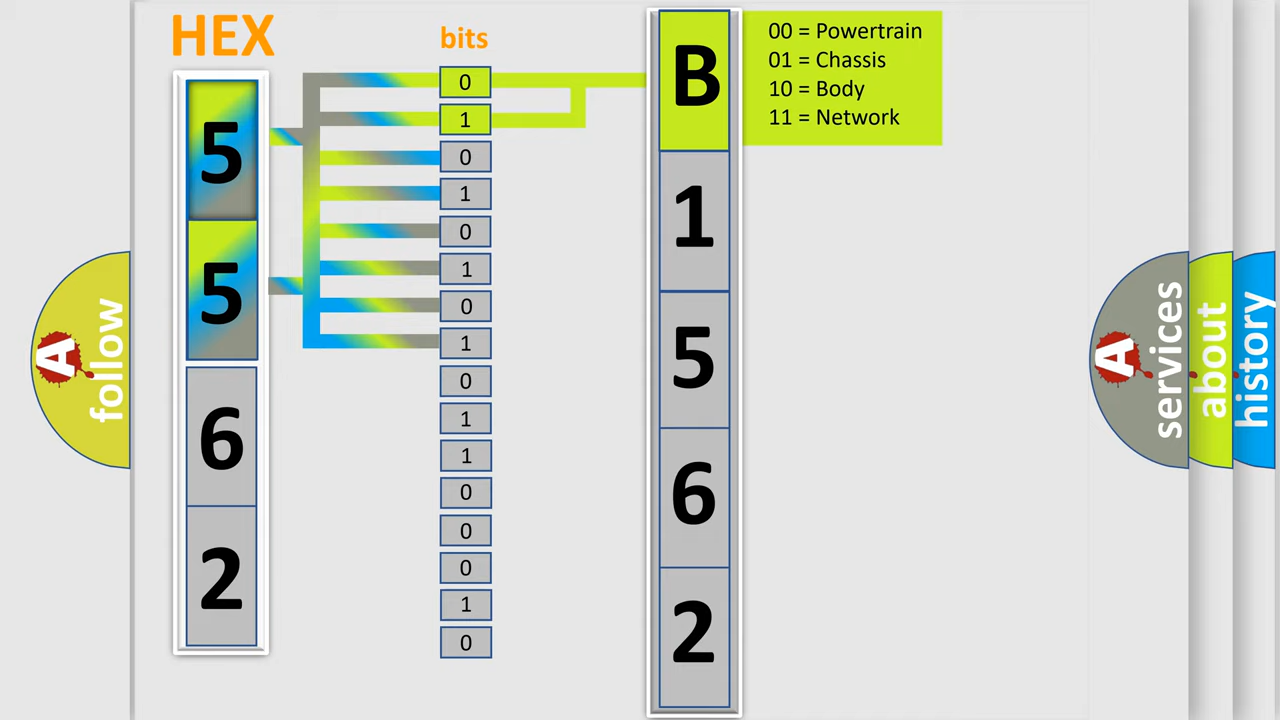 HEX
bits
5
5
6
2
0
1
0
1
0
1
0
1
0
1
1
0
0
0
1
0
B
1
5
6
2
00 = Powertrain
01 = Chassis
10 = Body
11 = Network
A
follow
A
services
about
history